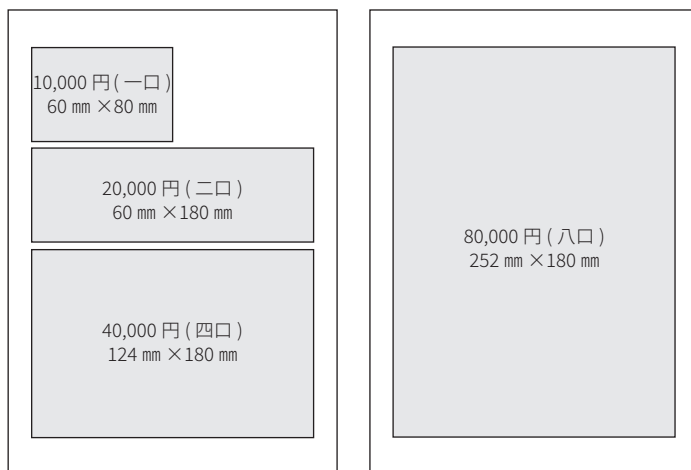 10,000 円 ( 一口 )
60 ㎜ ×80 ㎜
20,000 円 ( 二口 )
60 ㎜ ×180 ㎜
40,000 円 ( 四口 )
124 ㎜ ×180 ㎜
80,000 円 ( 八口 )
252 ㎜ ×180 ㎜